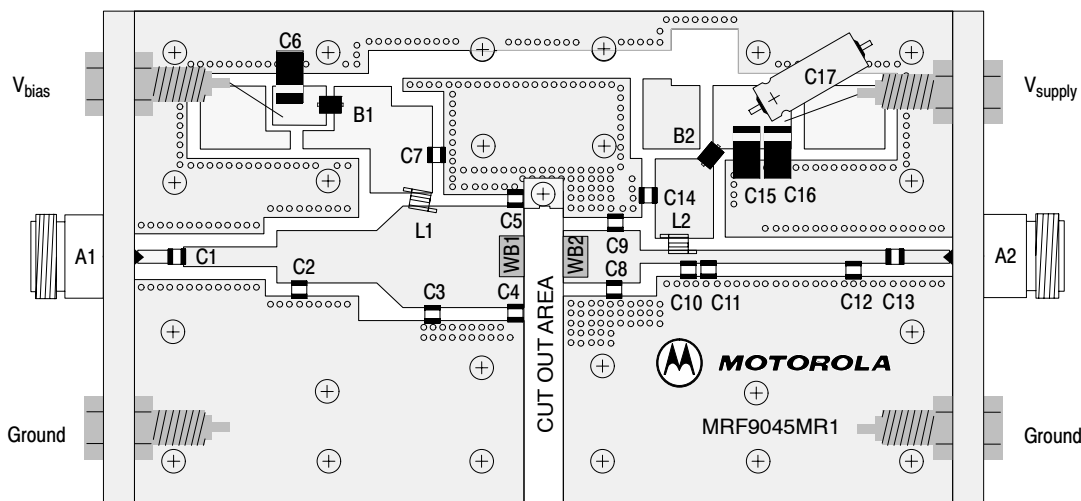 C6
C17
Vbias
Vsupply
B1
B2
C7
C15
C16
C14
C5
L1
L2
C9
A1
C1
WB1
WB2
A2
C2
C8
C3
C4
C10
C11
C12
C13
CUT OUT AREA
MOTOROLA
MRF9045MR1
Ground
Ground